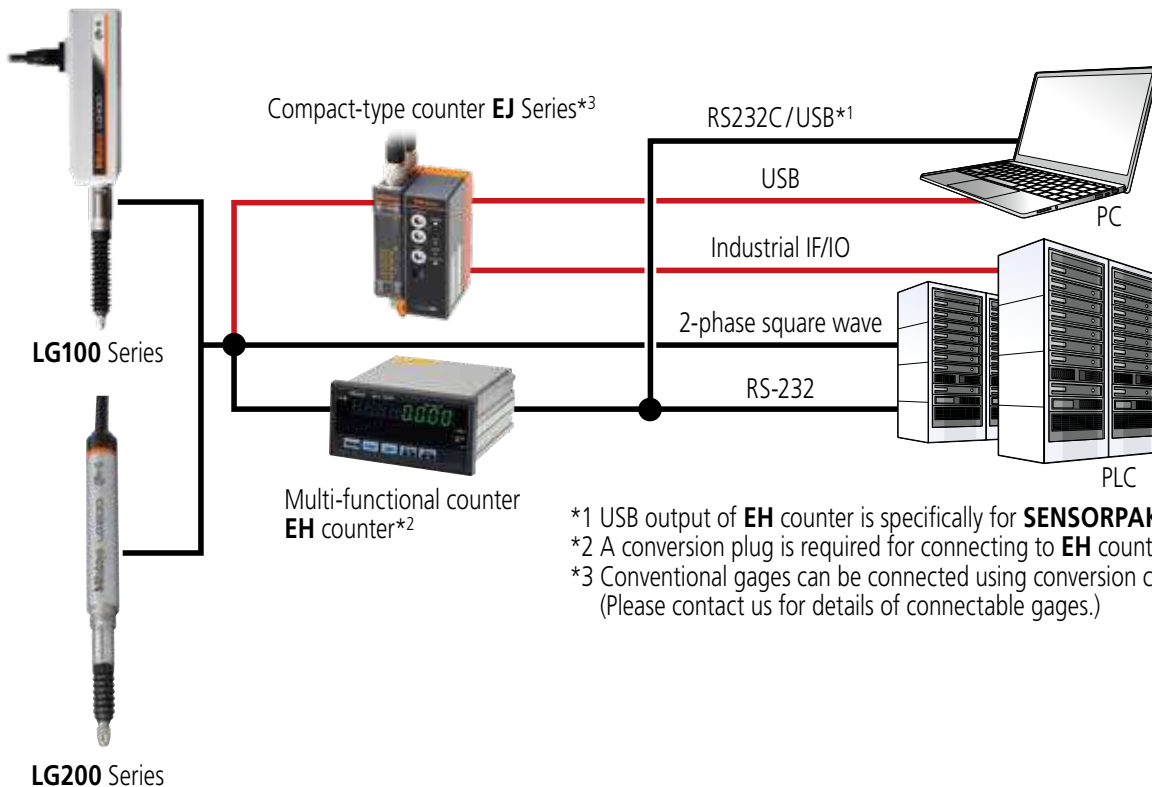 Compact-type counter EJ Series*3
RS232C/USB*1
USB
PC
Industrial IF/IO
2-phase square wave
LG100 Series
RS-232
0.000
PLC
Multi-functional counter
EH counter*2
*1 USB output of EH counter is specifically for SENSORPAK
*2 A conversion plug is required for connecting to EH count
*3 Conventional gages can be connected using conversion c
(Please contact us for details of connectable gages.)
LG200 Series